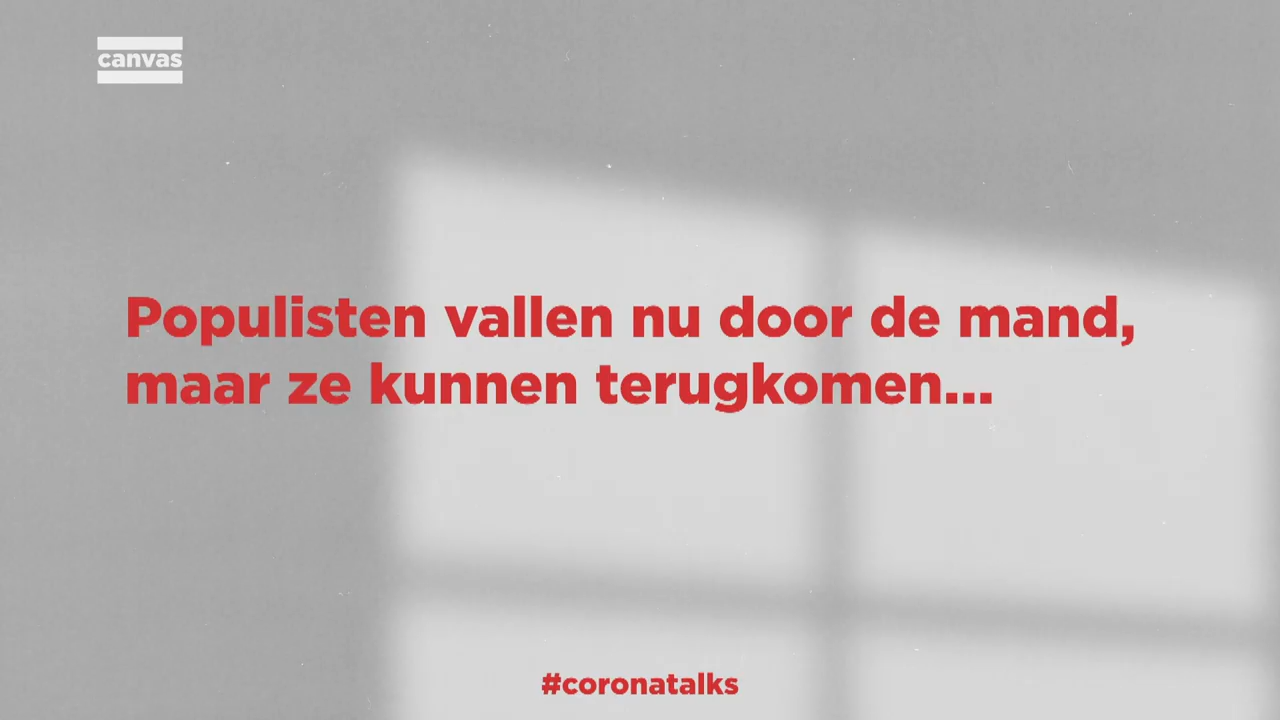 canvas
Populisten vallen nu door de mand,
maar ze kunnen terugkomen...
#coronatalks